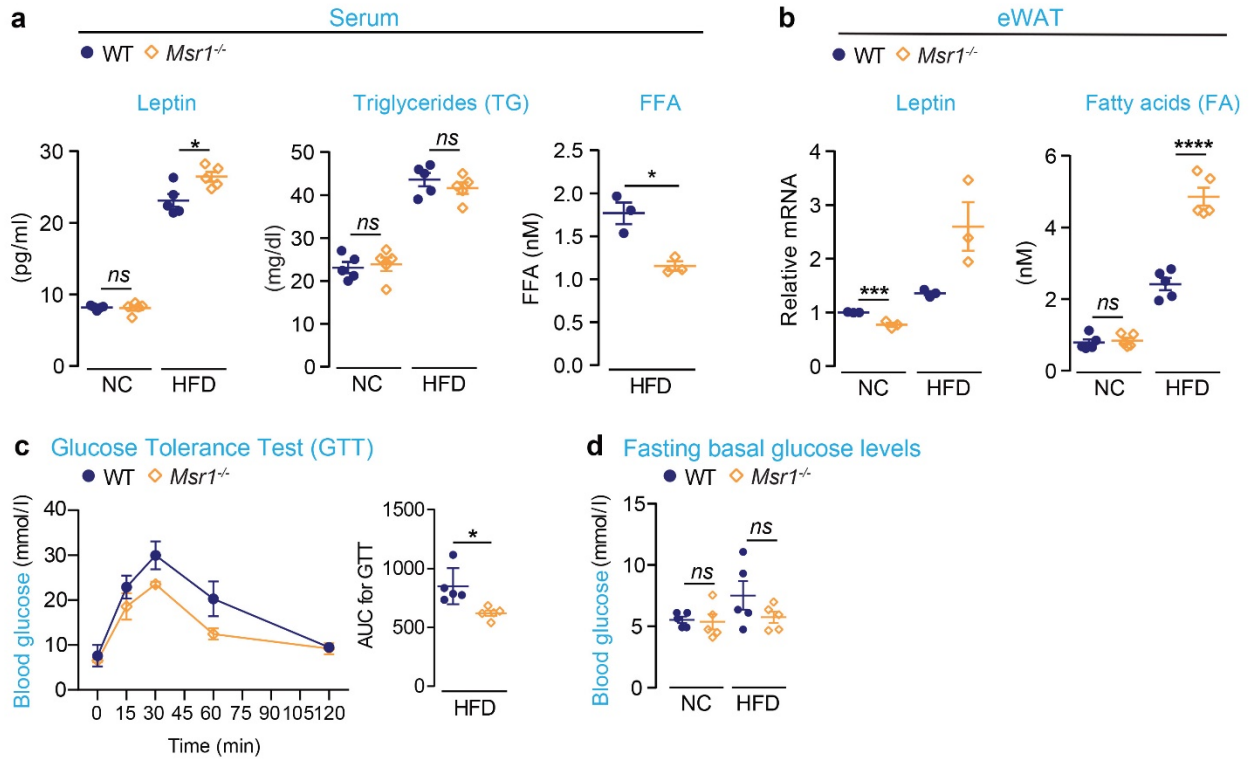 a
Serum
WT Msr1-/-
Leptin
(pg/ml)
30
20
10
0
ns
*
NC HFD
Triglycerides (TG)
(mg/dl)
50
40
30
20
10
0
ns
ns
NC HFD
FFA
FFA (nM)
2.5
2.0
1.5
1.0
0.5
0.0
*
HFD
b
eWAT
WT Msr1-/-
Leptin
Relative mRNA
4
3
2
1
0
***
NC HFD
Fatty acids (FA)
(nM)
6
4
2
0
ns
****
NC HFD
c Glucose Tolerance Test (GTT)
WT Msr1-/-
Blood glucose (mmol/l)
40
30
20
10
0
0 15 30 45 60 75 90 105120
Time (min)
AUC for GTT
1500
1000
500
0
*
HFD
d Fasting basal glucose levels
WT Msr1-/-
Blood glucose (mmol/l)
15
10
5
0
ns
ns
NC HFD